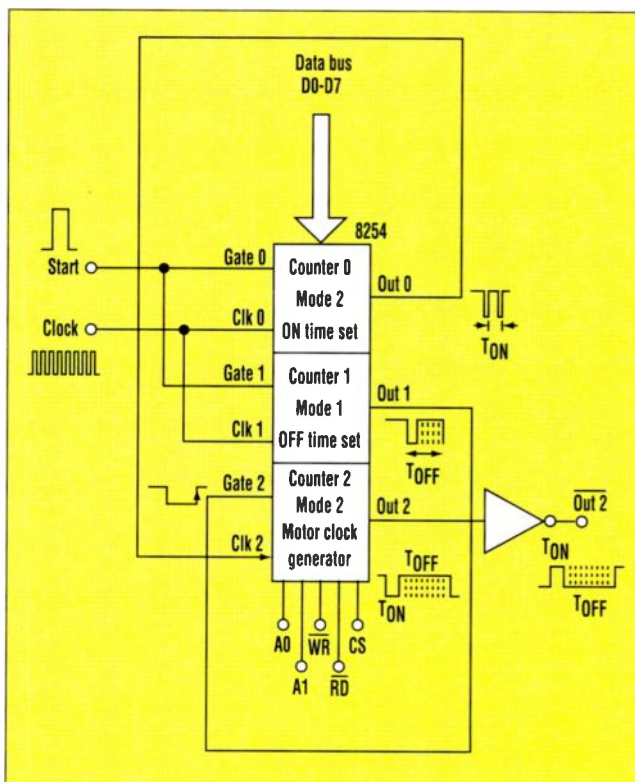 Data bus
D0-D7
8254
Start
Gate 0
Counter 0
Mode 2
ON time set
Out 0
TON
Clock
Clk 0
Gate 1
Counter 1
Mode 1
OFF time set
Out 1
TOFF
Clk 1
Gate 2
Counter 2
Mode 2
Motor clock
generator
Out 2
Out 2
Clk 2
TOFF
TON
TON
TOFF
A0
WR
CS
A1
RD